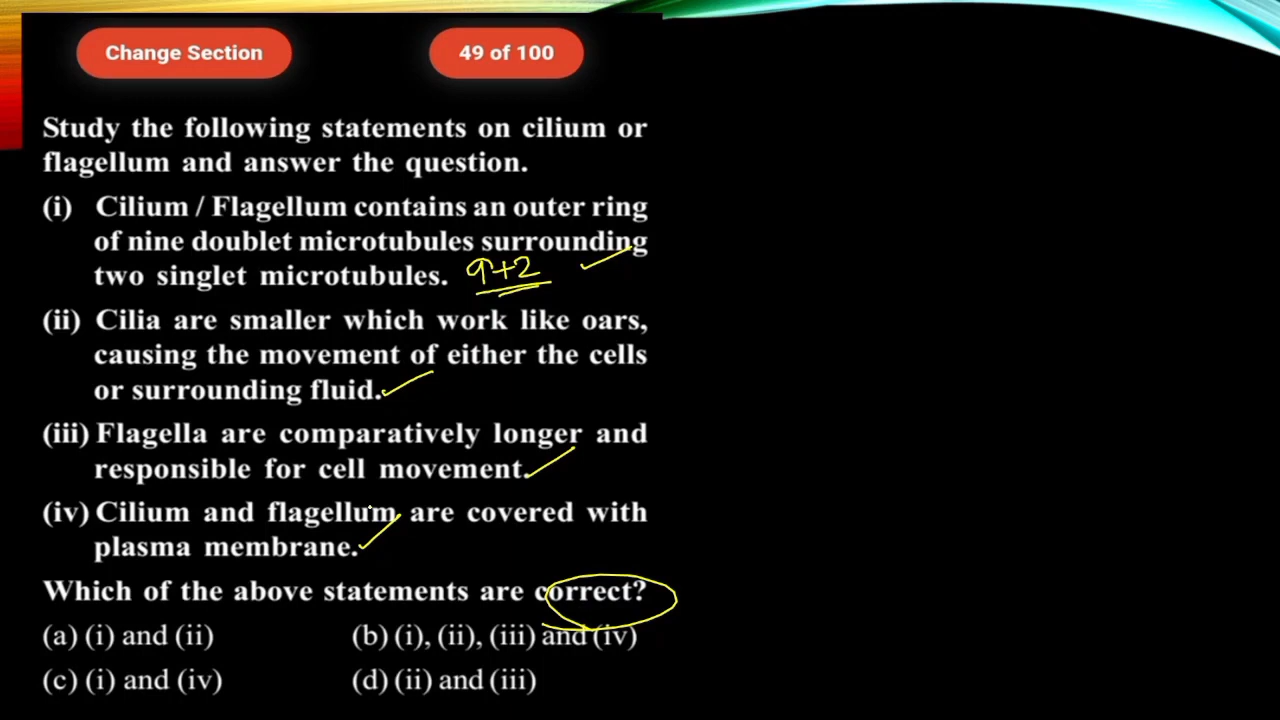 Change Section
49 of 100
Study the following statements on cilium or
flagellum and answer the question.
(i) Cilium / Flagellum contains an outer ring
of nine doublet microtubules surrounding
two singlet microtubules. 9+2
(ii) Cilia are smaller which work like oars,
causing the movement of either the cells
or surrounding fluid.
(iii) Flagella are comparatively longer and
responsible for cell movement.
(iv) Cilium and flagellum are covered with
plasma membrane.
Which of the above statements are correct?
(a) (i) and (ii) (b) (i), (ii), (iii) and (iv)
(c) (i) and (iv) (d) (ii) and (iii)